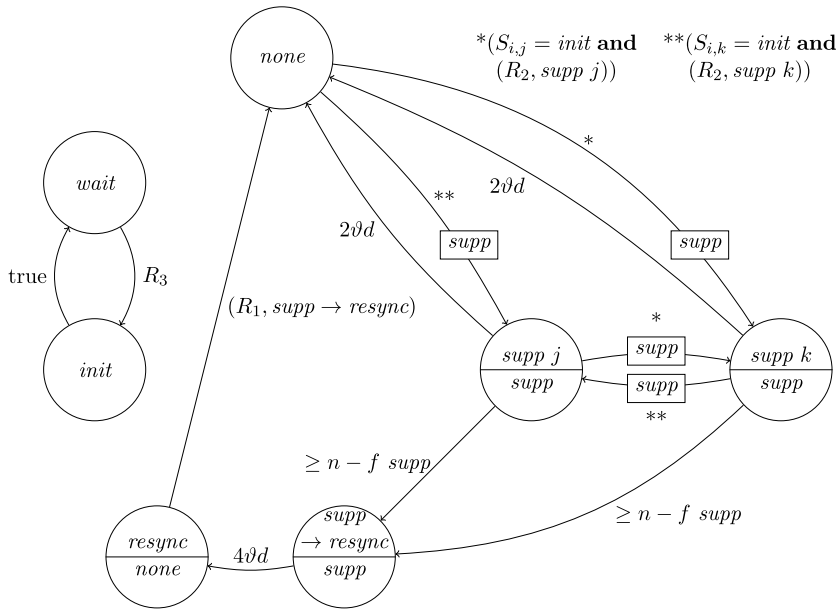 *(S_{i,j} = init and
(R_2, supp j))
**(S_{i,k} = init and
(R_2, supp k))
none
*
wait
2ϑd
**
2ϑd
supp
supp
true
R_3
(R_1, supp → resync)
*
init
supp j
supp
supp
supp
supp k
supp
**
≥ n − f supp
≥ n − f supp
supp
→ resync
supp
resync
none
4ϑd